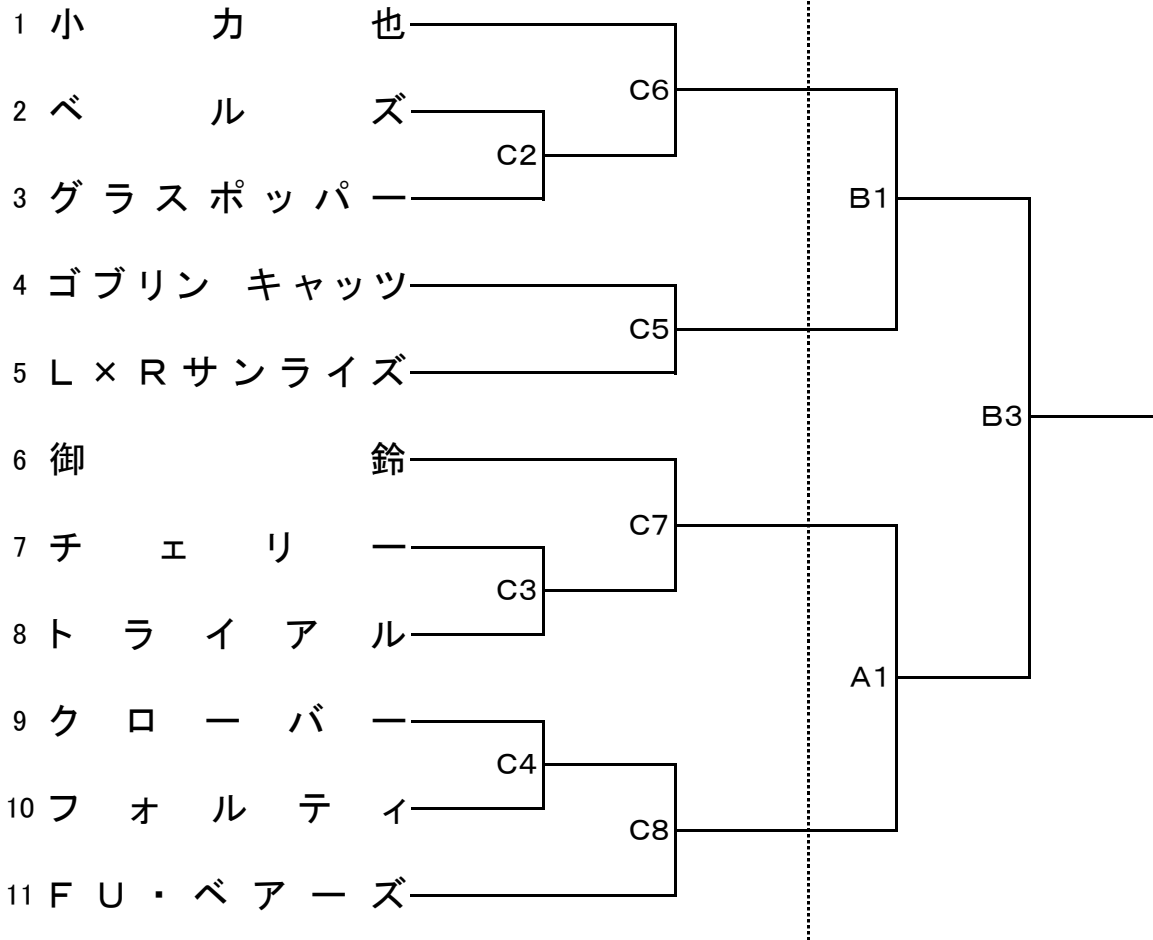 1 小力也
C6
2 ベルズ
C2
3 グラスポッパー
B1
4 ゴブリン キャッツ
C5
5 L×Rサンライズ
B3
6 御鈴
C7
7 チェリー
C3
8 トライアル
A1
9 クローバー
C4
10 フォルティ
C8
11 FU・ベアーズ